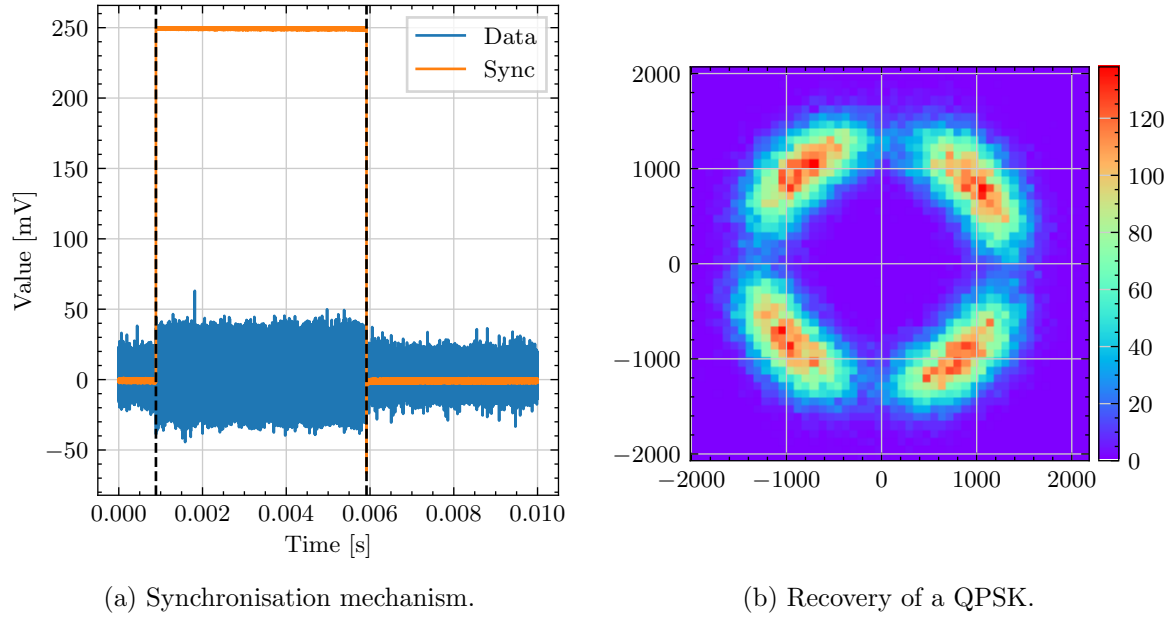 250
200
150
100
50
0
−50
Value [mV]
0.000 0.002 0.004 0.006 0.008 0.010
Time [s]
Data
Sync
(a) Synchronisation mechanism.
2000
1000
0
−1000
−2000
−2000 −1000 0 1000 2000
120
100
80
60
40
20
0
(b) Recovery of a QPSK.